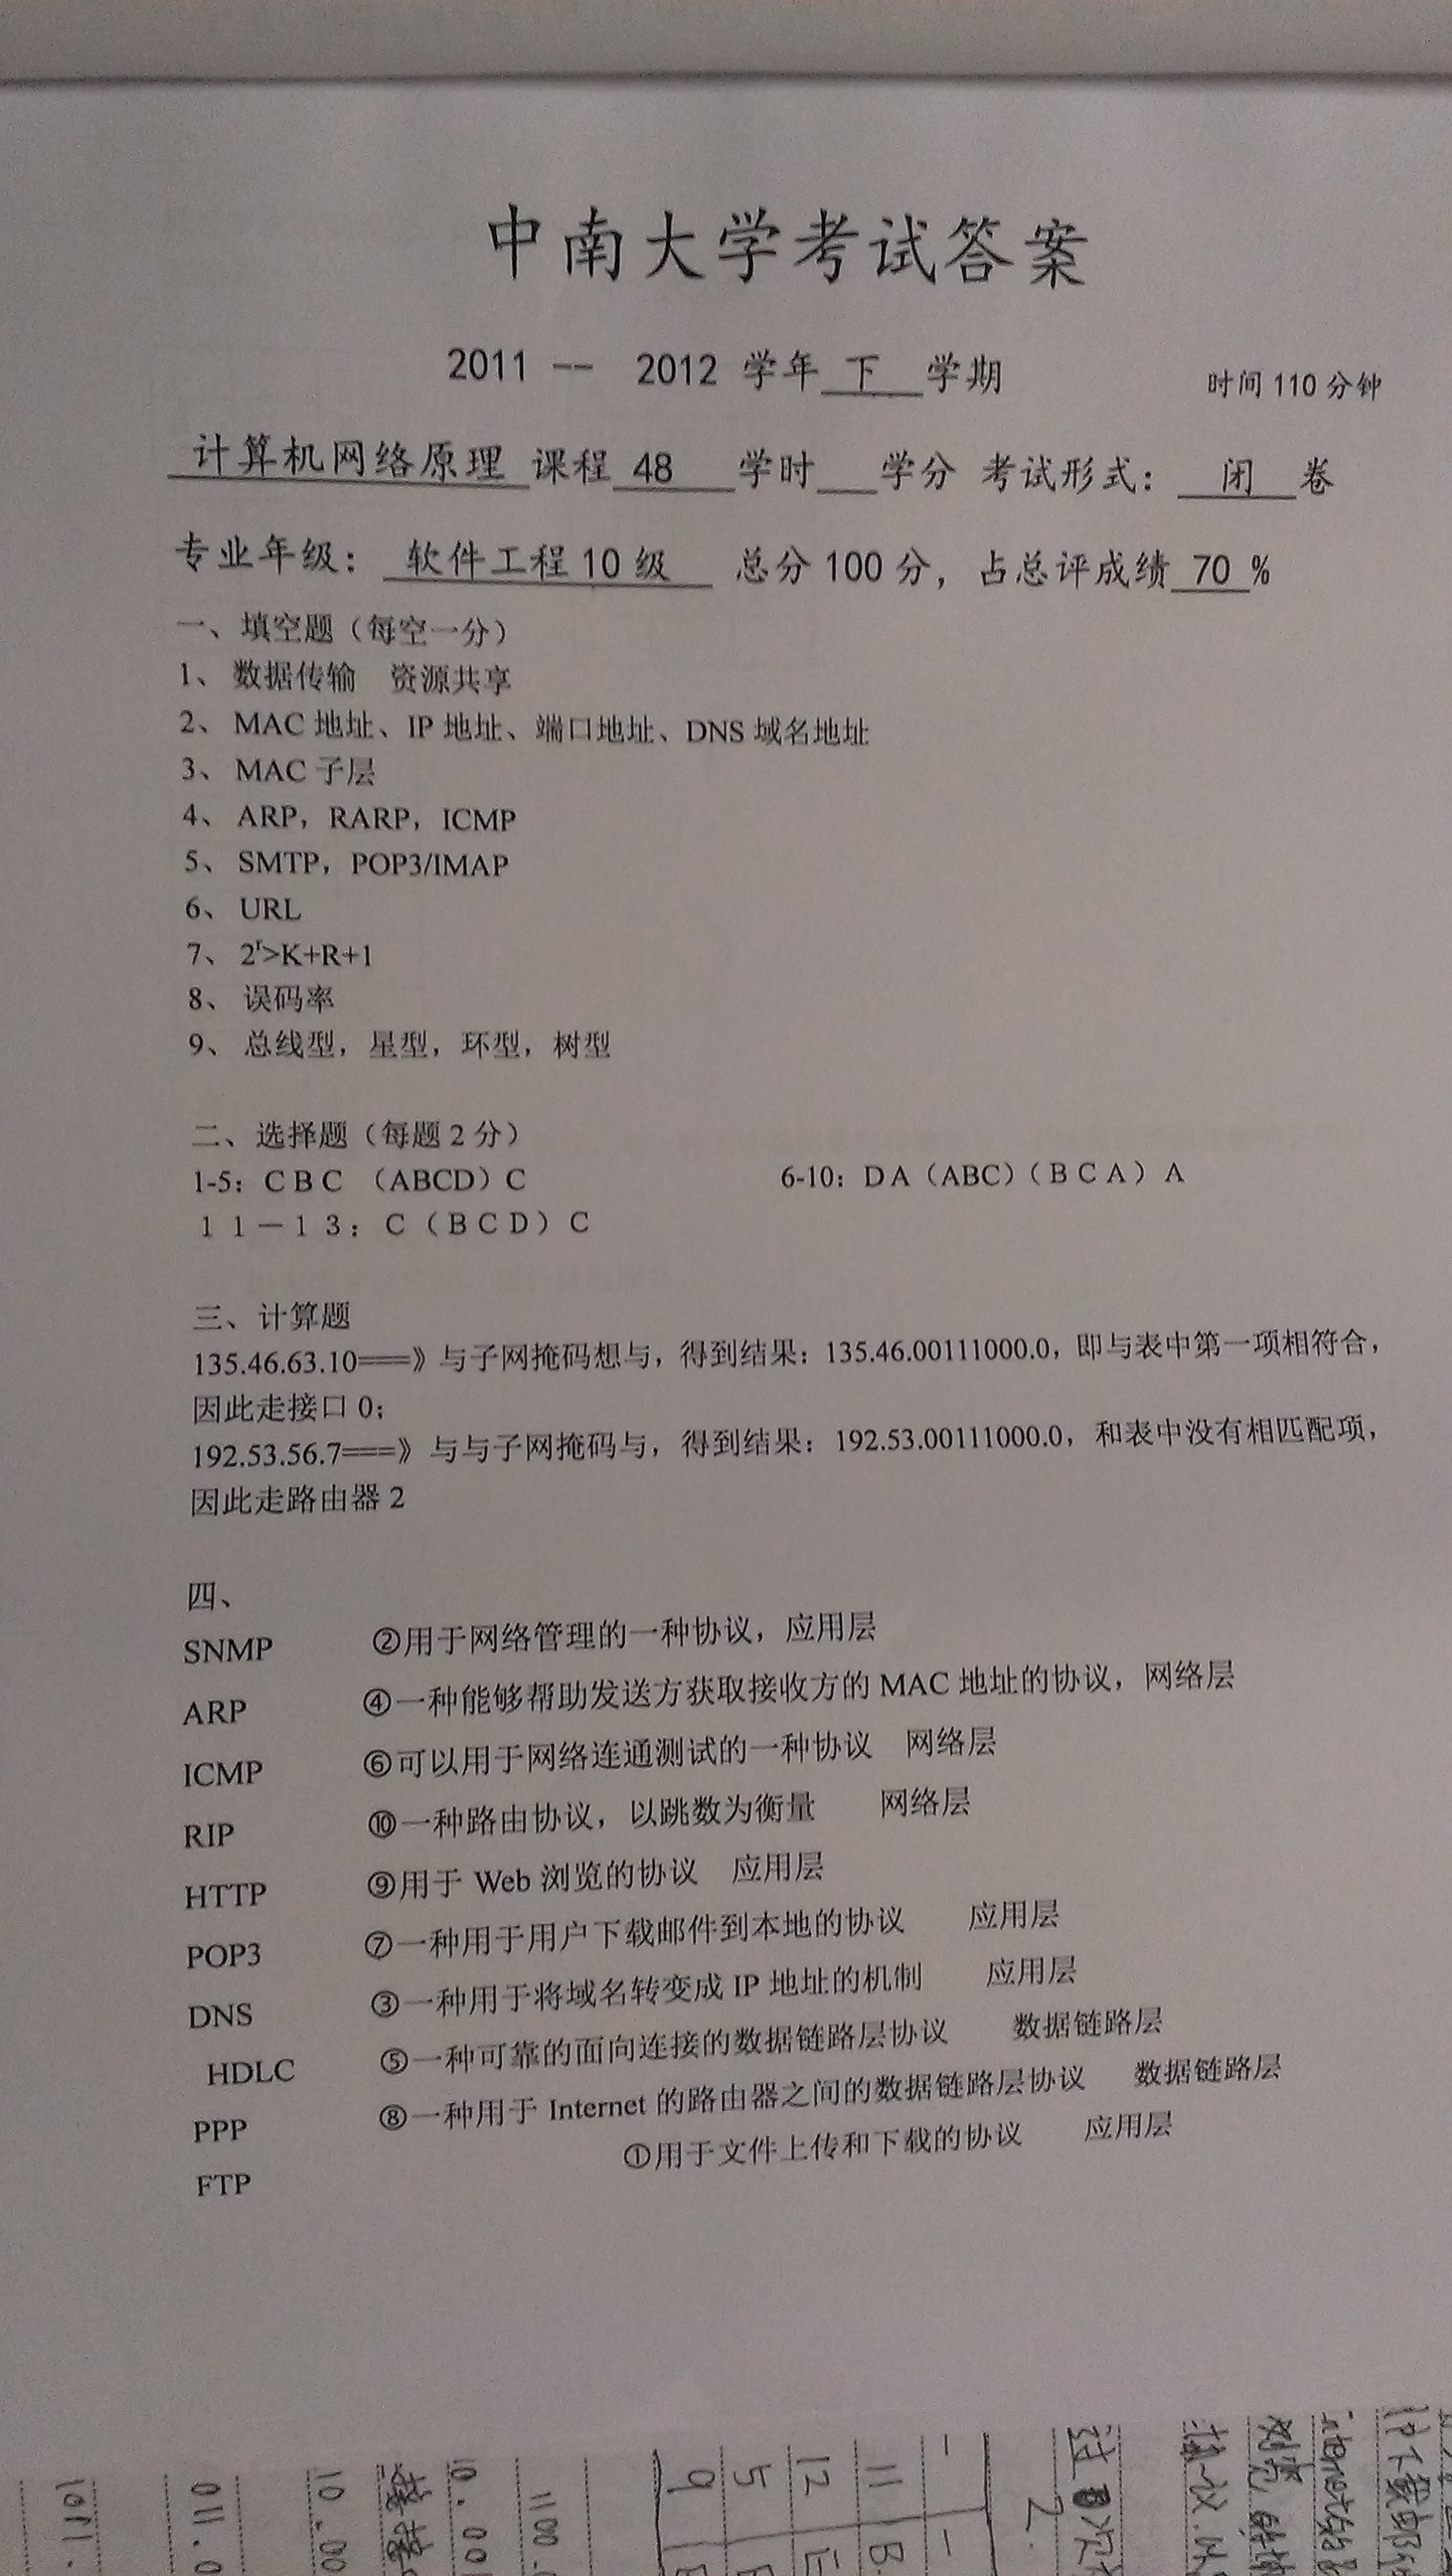 中南大学考试答案
2011 -- 2012 学年 下 学期 时间 110 分钟
计算机网络原理 课程 48 学时 学分 考试形式： 闭 卷
专业年级： 软件工程 10 级 总分 100 分，占总评成绩 70 %
一、填空题（每空一分）
1、 数据传输 资源共享
2、 MAC 地址、IP 地址、端口地址、DNS 域名地址
3、 MAC 子层
4、 ARP，RARP，ICMP
5、 SMTP，POP3/IMAP
6、 URL
7、 2^r>K+R+1
8、 误码率
9、 总线型，星型，环型，树型
二、选择题（每题 2 分）
1-5：C B C （ABCD）C 6-10：D A（ABC）（ B C A ）A
１１－１３：Ｃ（ＢＣＤ）Ｃ
三、计算题
135.46.63.10===》与子网掩码想与，得到结果：135.46.00111000.0，即与表中第一项相符合，
因此走接口 0；
192.53.56.7===》与与子网掩码与，得到结果：192.53.00111000.0，和表中没有相匹配项，
因此走路由器 2
四、
SNMP ②用于网络管理的一种协议，应用层
ARP ④一种能够帮助发送方获取接收方的 MAC 地址的协议，网络层
ICMP ⑥可以用于网络连通测试的一种协议 网络层
RIP ⑩一种路由协议，以跳数为衡量 网络层
HTTP ⑨用于 Web 浏览的协议 应用层
POP3 ⑦一种用于用户下载邮件到本地的协议 应用层
DNS ③一种用于将域名转变成 IP 地址的机制 应用层
HDLC ⑤一种可靠的面向连接的数据链路层协议 数据链路层
PPP ⑧一种用于 Internet 的路由器之间的数据链路层协议 数据链路层
FTP ①用于文件上传和下载的协议 应用层